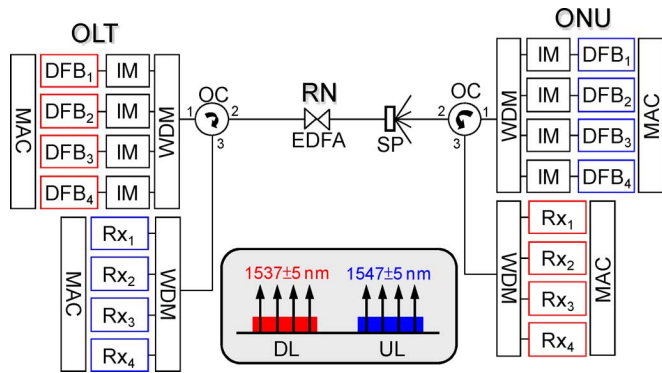 OLT
ONU
RN
MAC
DFB1
IM
DFB2
IM
DFB3
IM
DFB4
IM
WDM
1
OC
2
3
EDFA
SP
OC
2
1
3
WDM
IM
DFB1
IM
DFB2
IM
DFB3
IM
DFB4
MAC
MAC
Rx1
Rx2
Rx3
Rx4
WDM
1537±5 nm
1547±5 nm
DL
UL
WDM
Rx1
Rx2
Rx3
Rx4
MAC